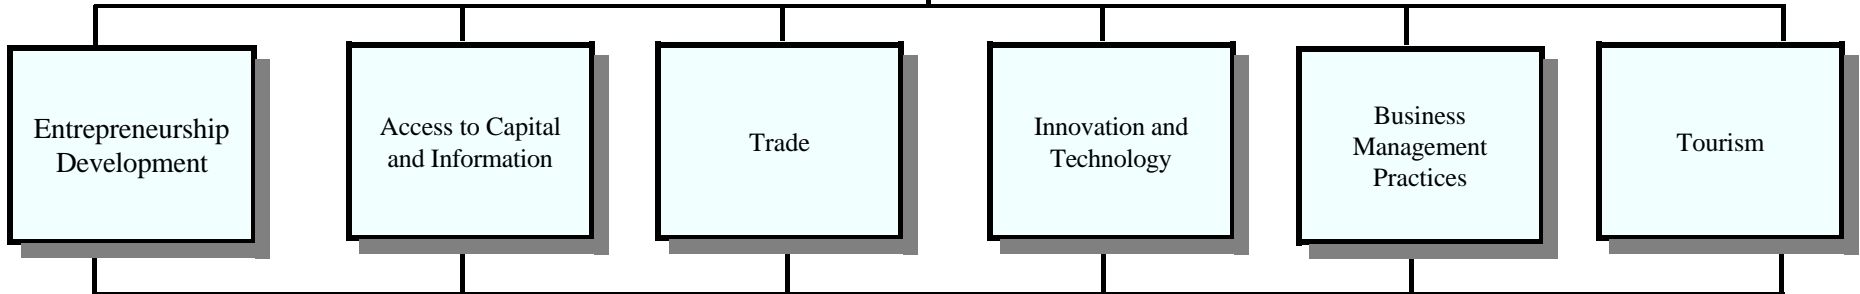 Entrepreneurship
Development
Access to Capital
and Information
Trade
Innovation and
Technology
Business
Management
Practices
Tourism